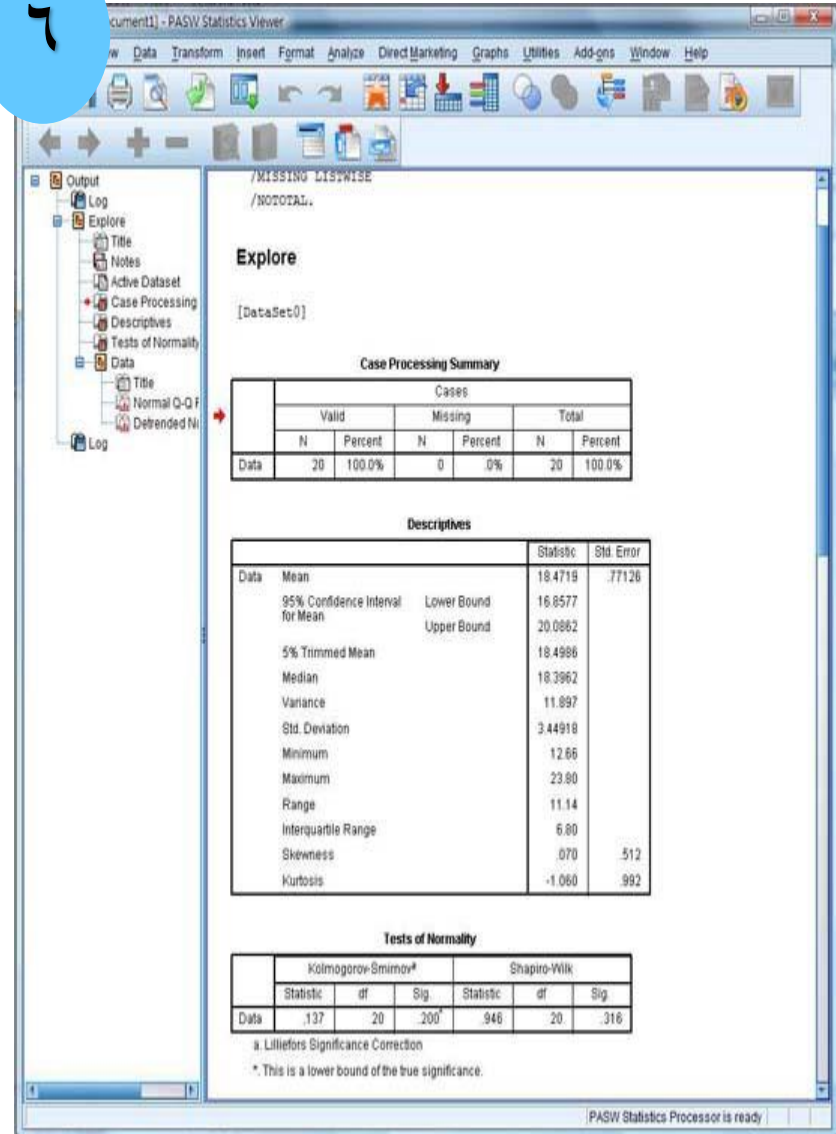 ٦
cument1] - PASW Statistics Viewer
w Data Transform Insert Format Analyze Direct Marketing Graphs Utilities Add-ons Window Help
Output
Log
Explore
Title
Notes
Active Dataset
Case Processing
Descriptives
Tests of Normality
Data
Title
Normal Q-Q P
Detrended No
Log
/MISSING LISTWISE
/NOTOTAL.
Explore
[DataSet0]
Case Processing Summary
Cases
Valid Missing Total
N Percent N Percent N Percent
Data 20 100.0% 0 .0% 20 100.0%
Descriptives
Statistic Std. Error
Data Mean 18.4719 .77126
95% Confidence Interval Lower Bound 16.8577
for Mean
Upper Bound 20.0862
5% Trimmed Mean 18.4986
Median 18.3962
Variance 11.897
Std. Deviation 3.44918
Minimum 12.66
Maximum 23.80
Range 11.14
Interquartile Range 6.80
Skewness .070 .512
Kurtosis -1.060 .992
Tests of Normality
Kolmogorov-Smirnovª Shapiro-Wilk
Statistic df Sig. Statistic df Sig.
Data .137 20 .200* .946 20 .316
a. Lilliefors Significance Correction
*. This is a lower bound of the true significance.
PASW Statistics Processor is ready